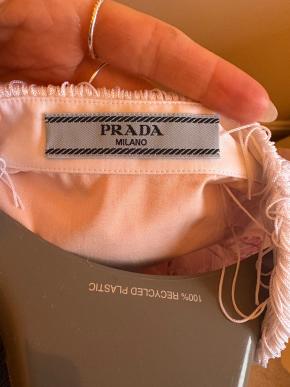 PRADA
MILANO
100% RECYCLED PLASTIC